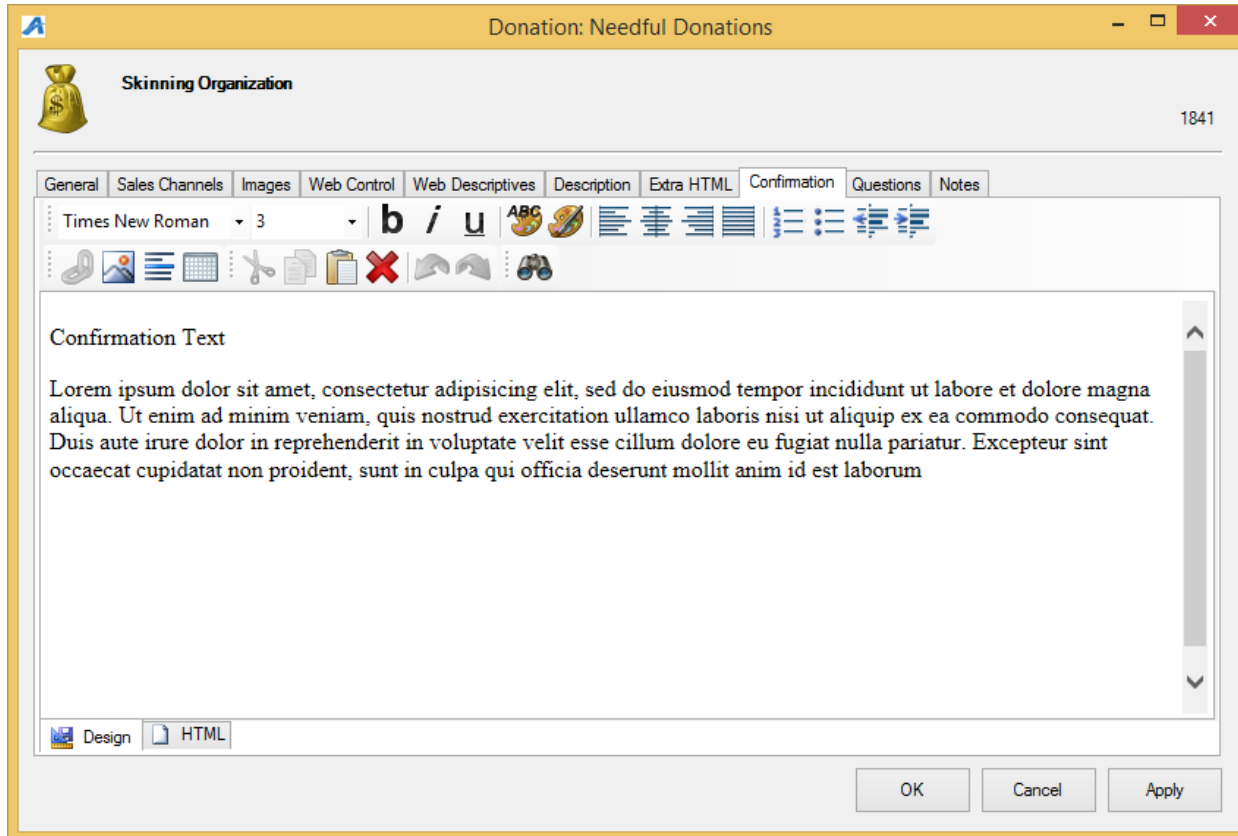 Donation: Needful Donations
Skinning Organization
1841
General Sales Channels Images Web Control Web Descriptives Description Extra HTML Confirmation Questions Notes
Times New Roman 3 b i u ABC
Confirmation Text
Lorem ipsum dolor sit amet, consectetur adipisicing elit, sed do eiusmod tempor incididunt ut labore et dolore magna
aliqua. Ut enim ad minim veniam, quis nostrud exercitation ullamco laboris nisi ut aliquip ex ea commodo consequat.
Duis aute irure dolor in reprehenderit in voluptate velit esse cillum dolore eu fugiat nulla pariatur. Excepteur sint
occaecat cupidatat non proident, sunt in culpa qui officia deserunt mollit anim id est laborum
Design HTML
OK Cancel Apply